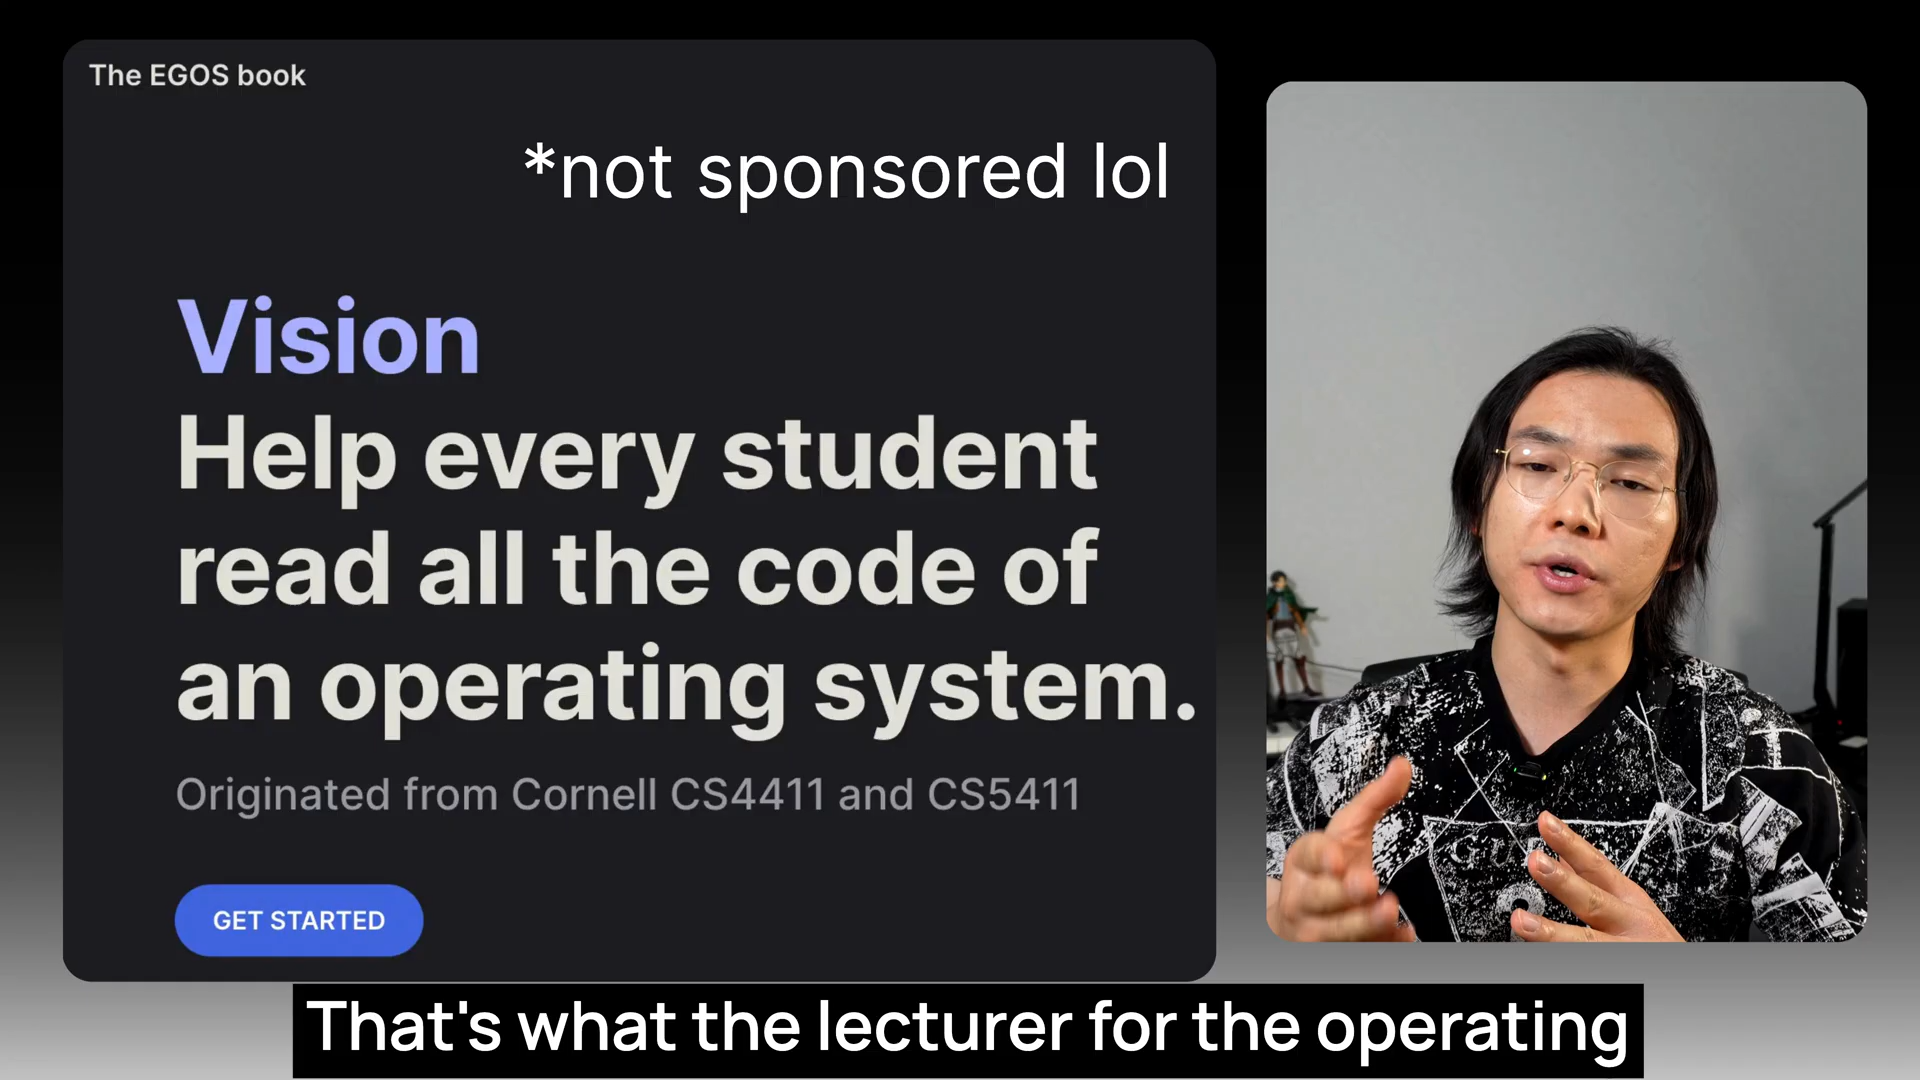 The EGOS book
*not sponsored lol
Vision
Help every student
read all the code of
an operating system.
Originated from Cornell CS4411 and CS5411
GET STARTED
That's what the lecturer for the operating